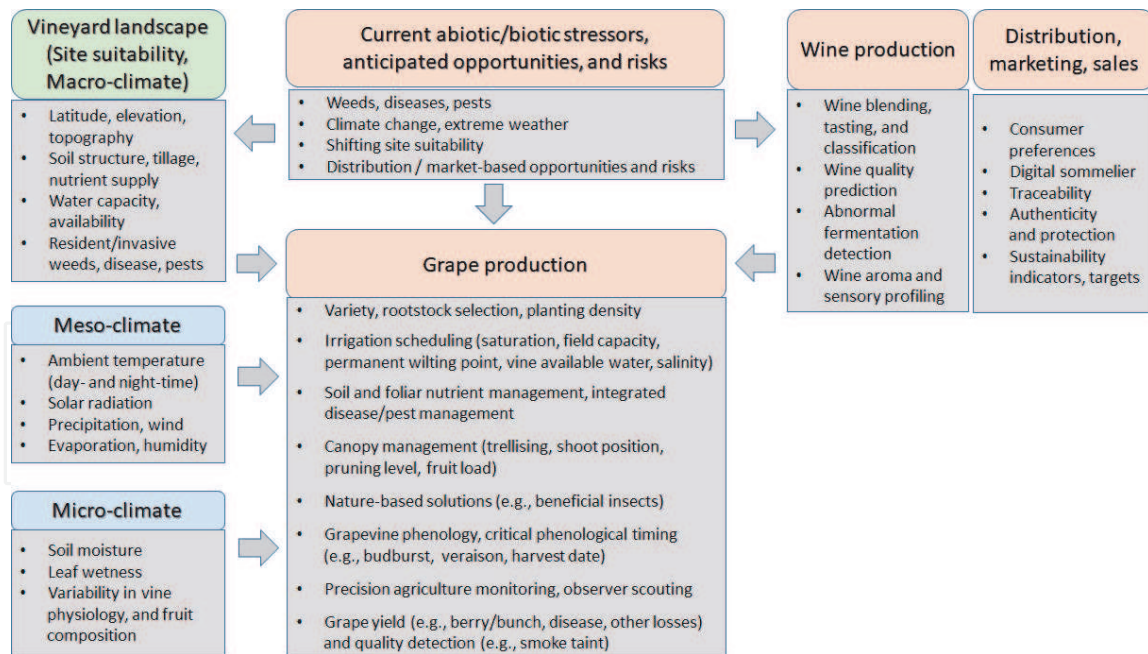 Vineyard landscape
(Site suitability,
Macro-climate)
• Latitude, elevation,
topography
• Soil structure, tillage,
nutrient supply
• Water capacity,
availability
• Resident/invasive
weeds, disease, pests
Current abiotic/biotic stressors,
anticipated opportunities, and risks
• Weeds, diseases, pests
• Climate change, extreme weather
• Shifting site suitability
• Distribution / market-based opportunities and risks
Wine production
• Wine blending,
tasting, and
classification
• Wine quality
prediction
• Abnormal
fermentation
detection
• Wine aroma and
sensory profiling
Distribution,
marketing, sales
• Consumer
preferences
• Digital sommelier
• Traceability
• Authenticity
and protection
• Sustainability
indicators, targets
Meso-climate
• Ambient temperature
(day- and night-time)
• Solar radiation
• Precipitation, wind
• Evaporation, humidity
Micro-climate
• Soil moisture
• Leaf wetness
• Variability in vine
physiology, and fruit
composition
Grape production
• Variety, rootstock selection, planting density
• Irrigation scheduling (saturation, field capacity,
permanent wilting point, vine available water, salinity)
• Soil and foliar nutrient management, integrated
disease/pest management
• Canopy management (trellising, shoot position,
pruning level, fruit load)
• Nature-based solutions (e.g., beneficial insects)
• Grapevine phenology, critical phenological timing
(e.g., budburst, veraison, harvest date)
• Precision agriculture monitoring, observer scouting
• Grape yield (e.g., berry/bunch, disease, other losses)
and quality detection (e.g., smoke taint)